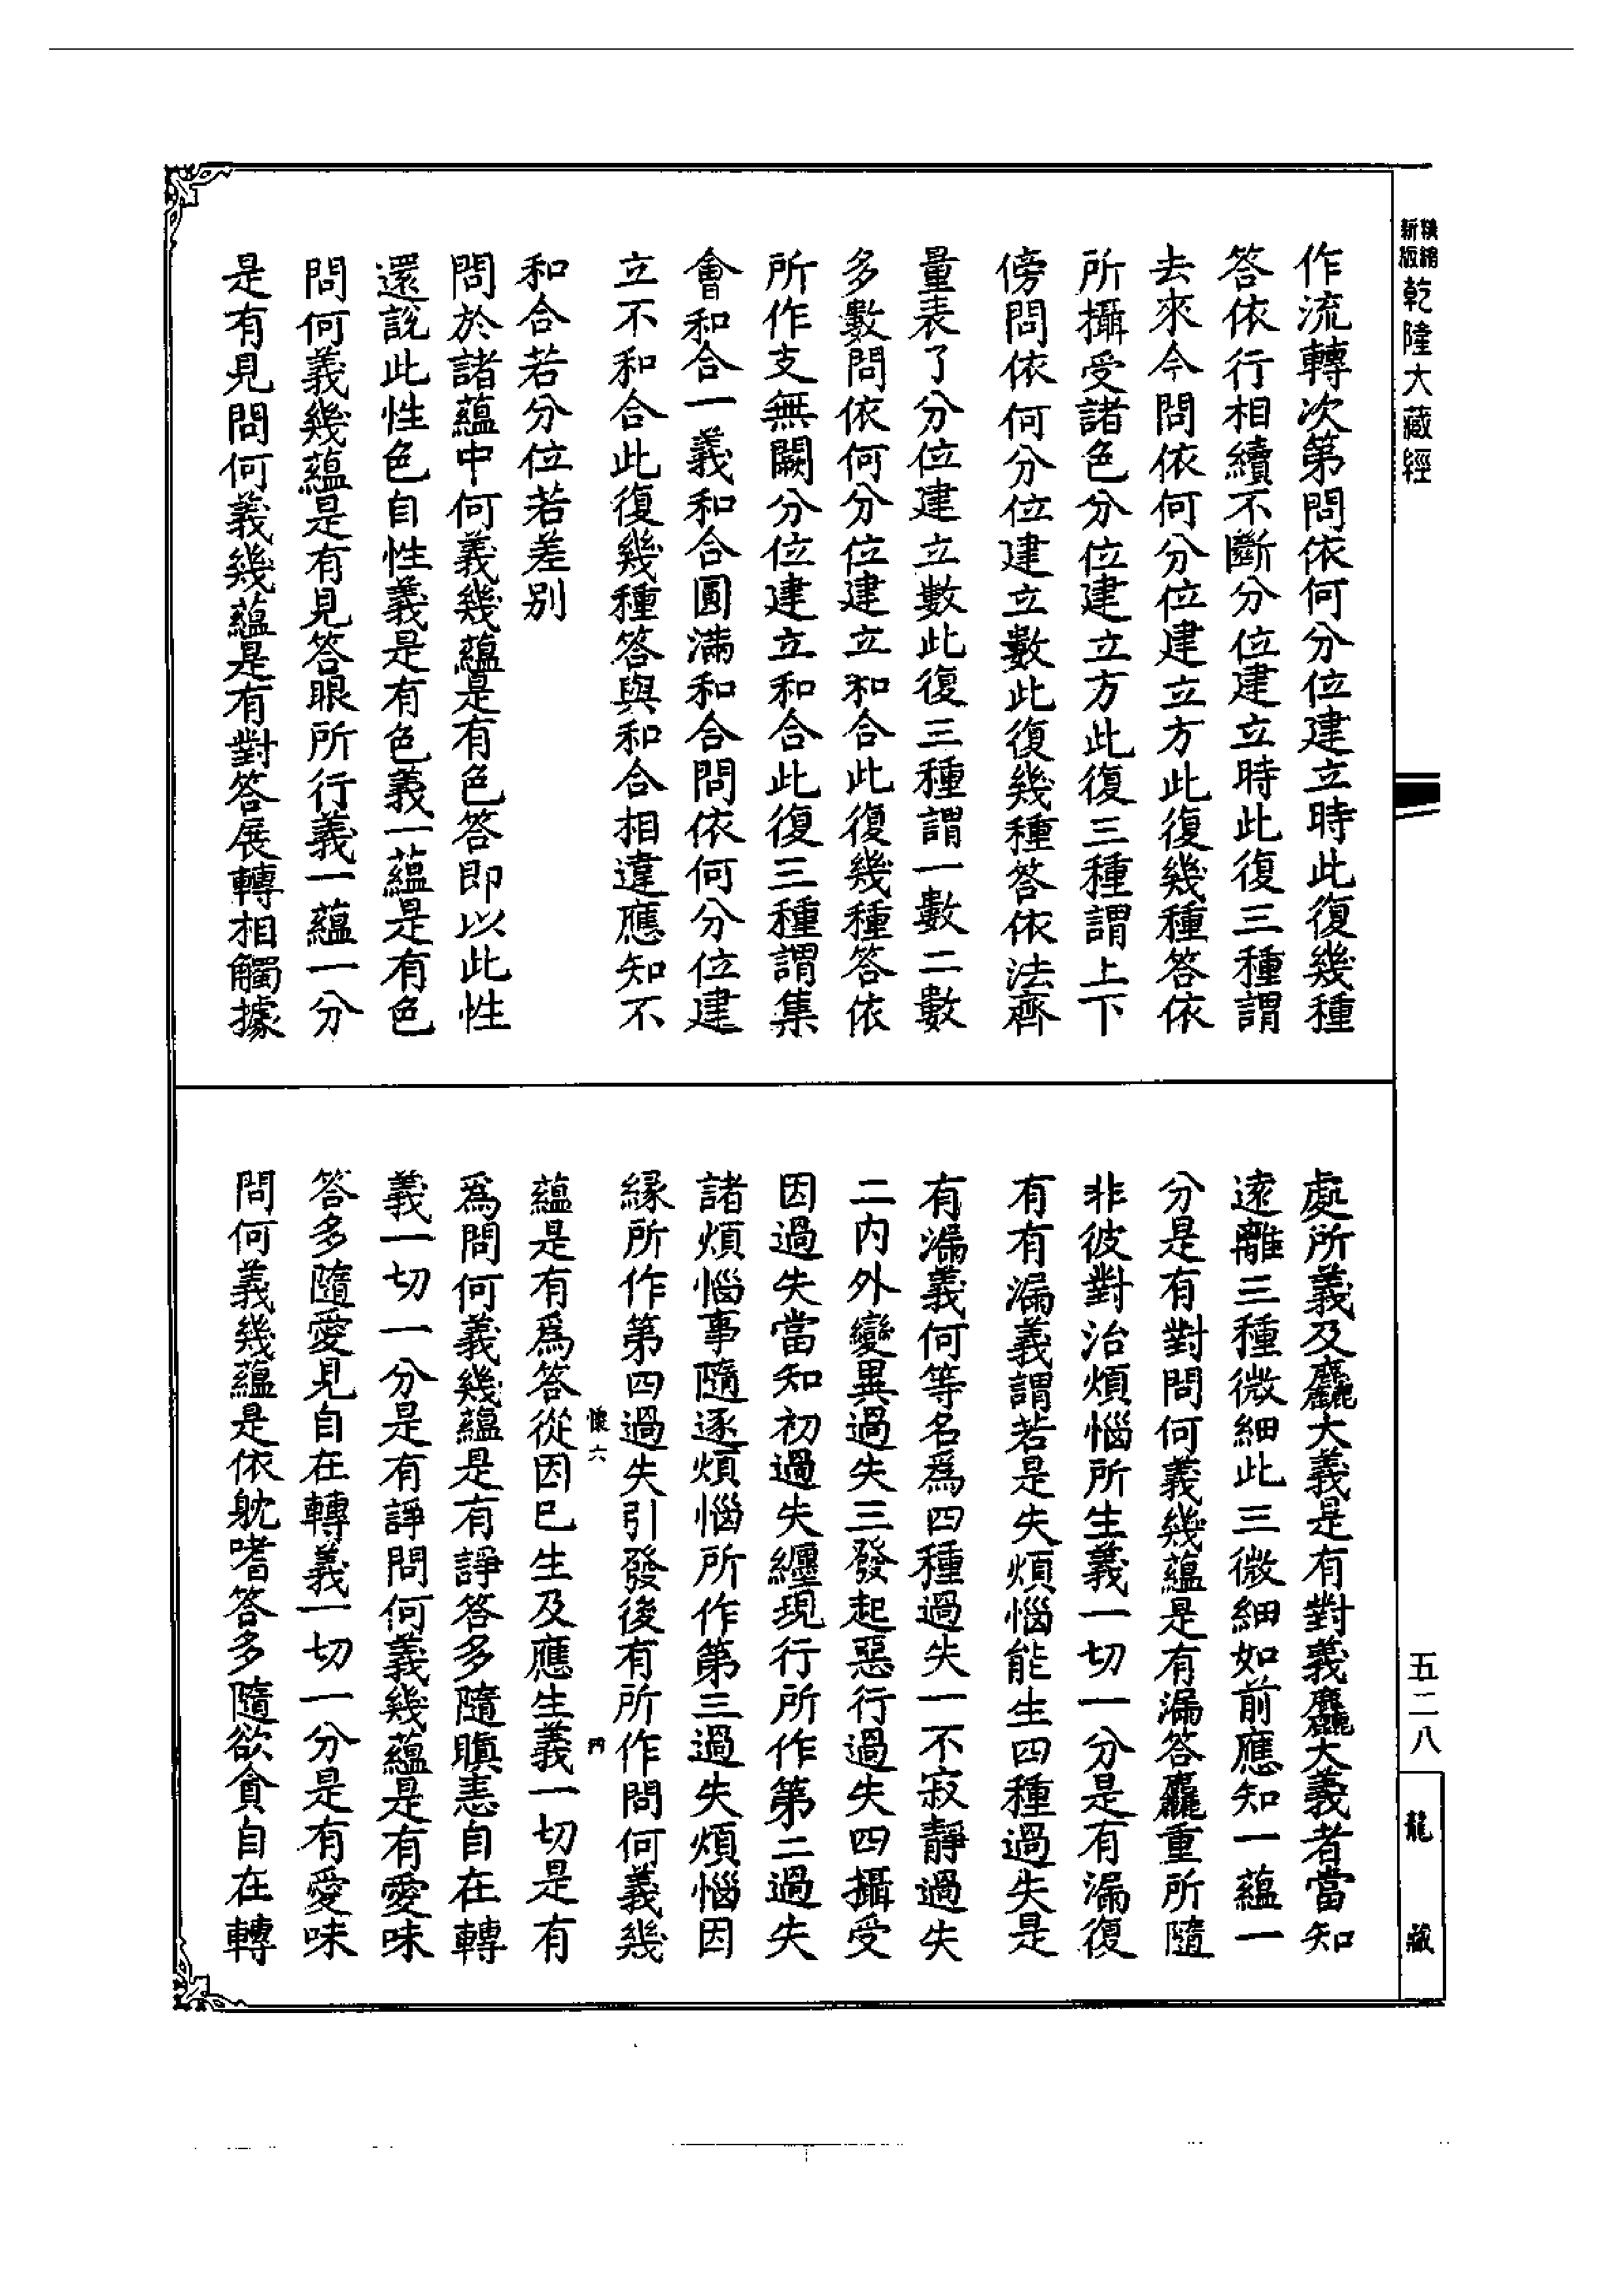 作流轉次第問依何分位建立時此復幾種
答依行相續不斷分位建立時此復三種謂
去來今問依何分位建立方此復幾種答依
所攝受諸色分位建立方此復三種謂上下
傍問依何分位建立數此復幾種答依法齊
量表了分位建立數此復三種謂一數二數
多數問依何分位建立和合此復幾種答依
所作支無闕分位建立和合此復三種謂集
會和合一義和合圓滿和合問依何分位建
立不和合此復幾種答與和合相違應知不
和合若分位若差別
問於諸蘊中何義幾蘊是有色答即以此性
還說此性色自性義是有色義一蘊是有色
問何義幾蘊是有見答眼所行義一蘊一分
是有見問何義幾蘊是有對答展轉相觸據
處所義及麤大義是有對義麤大義者當知
遠離三種微細此三微細如前應知一蘊一
分是有對問何義幾蘊是有漏答麤重所隨
非彼對治煩惱所生義一切一分是有漏復
有有漏義謂若是失煩惱能生四種過失是
有漏義何等名爲四種過失一不寂靜過失
二內外變異過失三發起惡行過失四攝受
因過失當知初過失纏現行所作第二過失
諸煩惱事隨逐煩惱所作第三過失煩惱因
緣所作第四過失引發後有所作問何義幾
蘊是有爲答從因已生及應生義一切是有
爲問何義幾蘊是有諍答多隨瞋恚自在轉
義一切一分是有諍問何義幾蘊是有愛味
答多隨愛見自在轉義一切一分是有愛味
問何義幾蘊是依躭嗜答多隨欲貪自在轉
懷六
新版
乾隆大藏經
五二八
龍藏